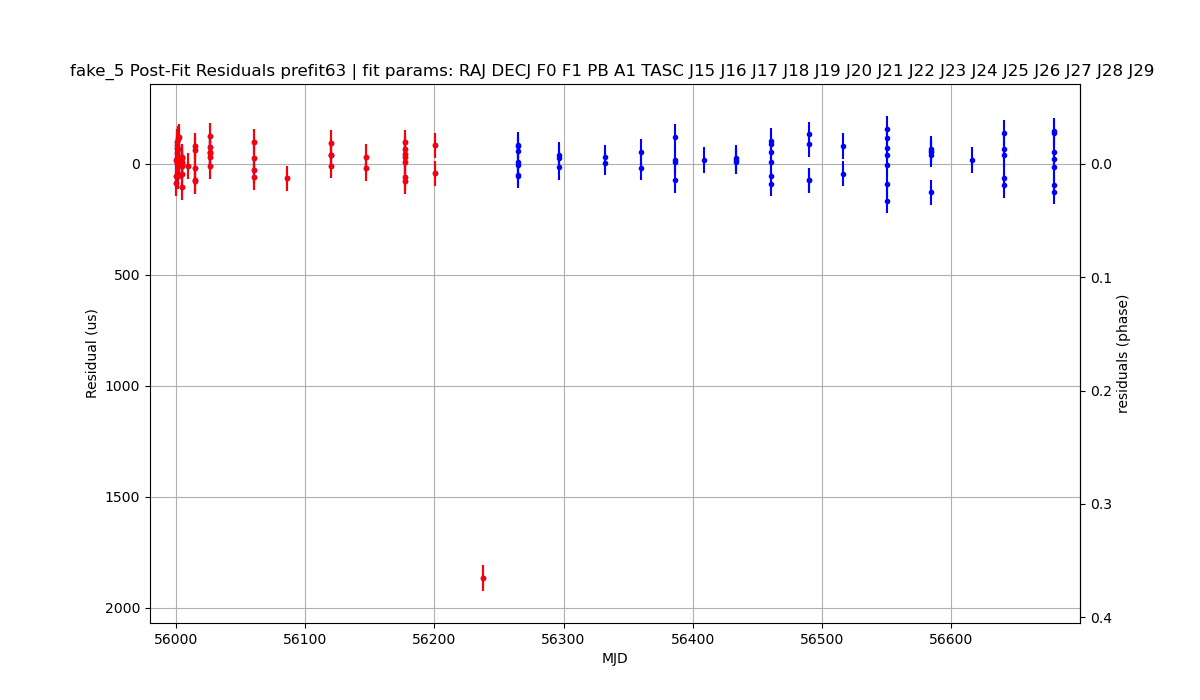 fake_5 Post-Fit Residuals prefit63 | fit params: RAJ DECJ F0 F1 PB A1 TASC J15 J16 J17 J18 J19 J20 J21 J22 J23 J24 J25 J26 J27 J28 J29
0
500
1000
1500
2000
Residual (us)
0.0
0.1
0.2
0.3
0.4
residuals (phase)
56000 56100 56200 56300 56400 56500 56600
MJD